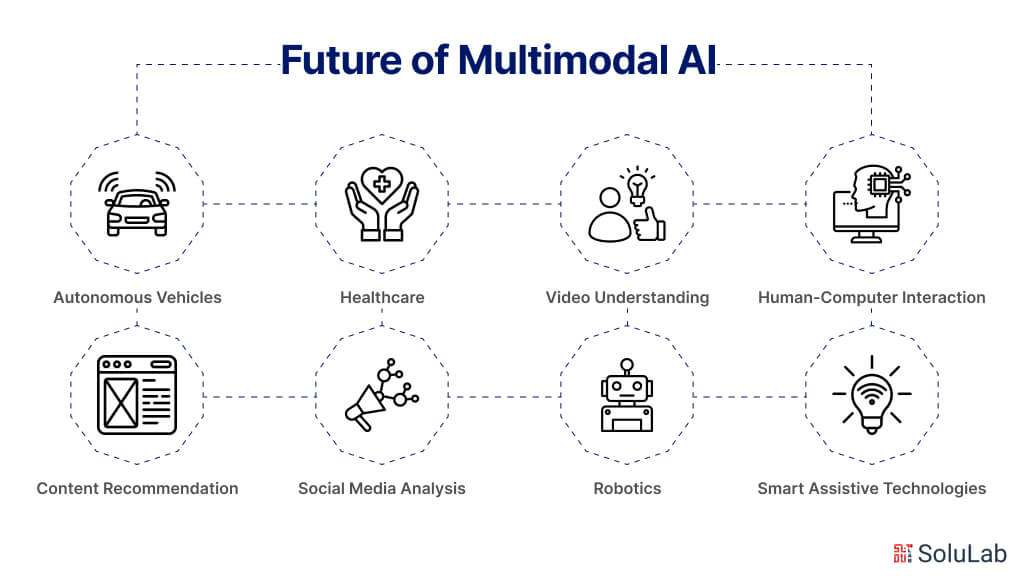 Future of Multimodal AI
Autonomous Vehicles
Healthcare
Video Understanding
Human-Computer Interaction
Content Recommendation
Social Media Analysis
Robotics
Smart Assistive Technologies
SoluLab